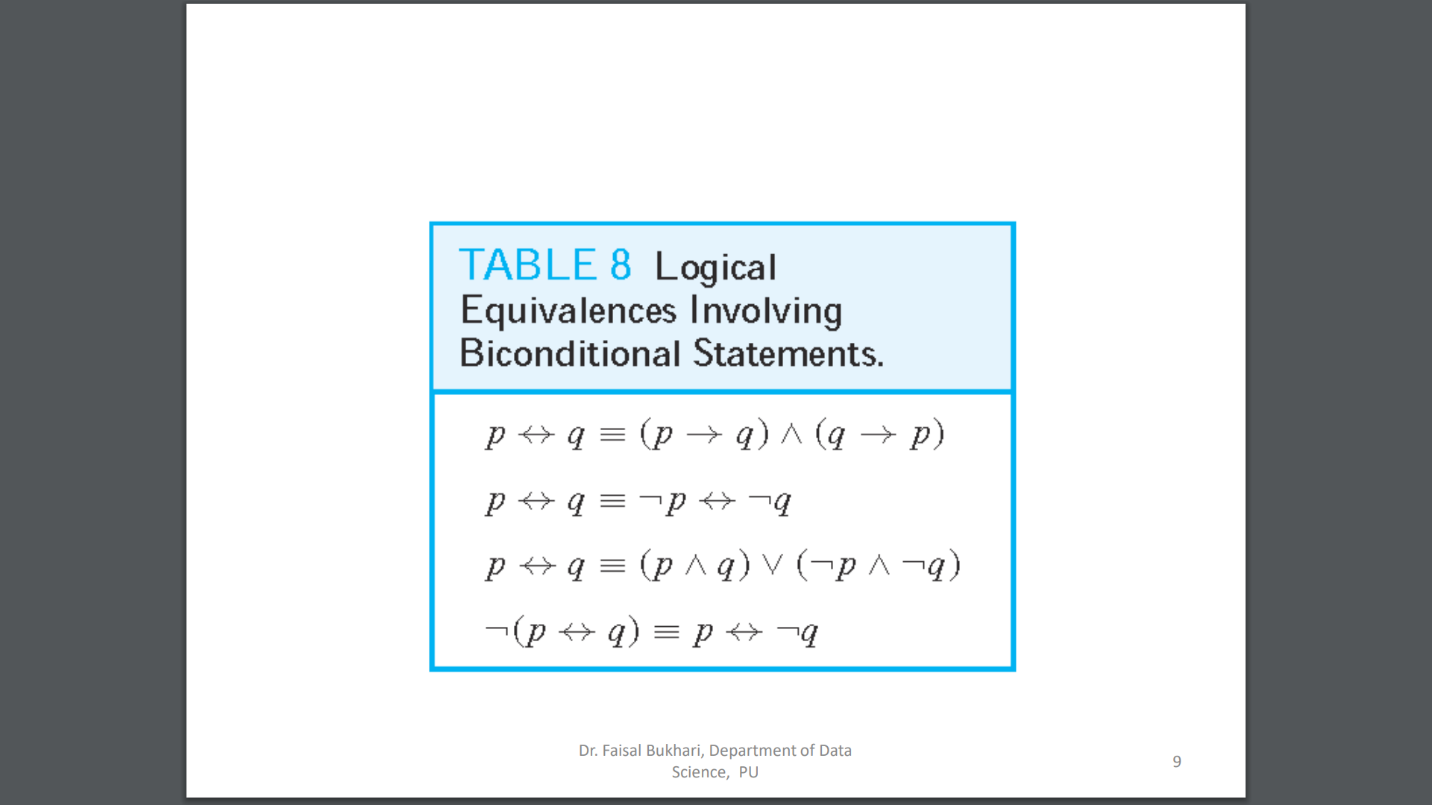 TABLE 8 Logical
Equivalences Involving
Biconditional Statements.
p ↔ q ≡ (p → q) ∧ (q → p)
p ↔ q ≡ ¬p ↔ ¬q
p ↔ q ≡ (p ∧ q) ∨ (¬p ∧ ¬q)
¬(p ↔ q) ≡ p ↔ ¬q
Dr. Faisal Bukhari, Department of Data
Science, PU
9